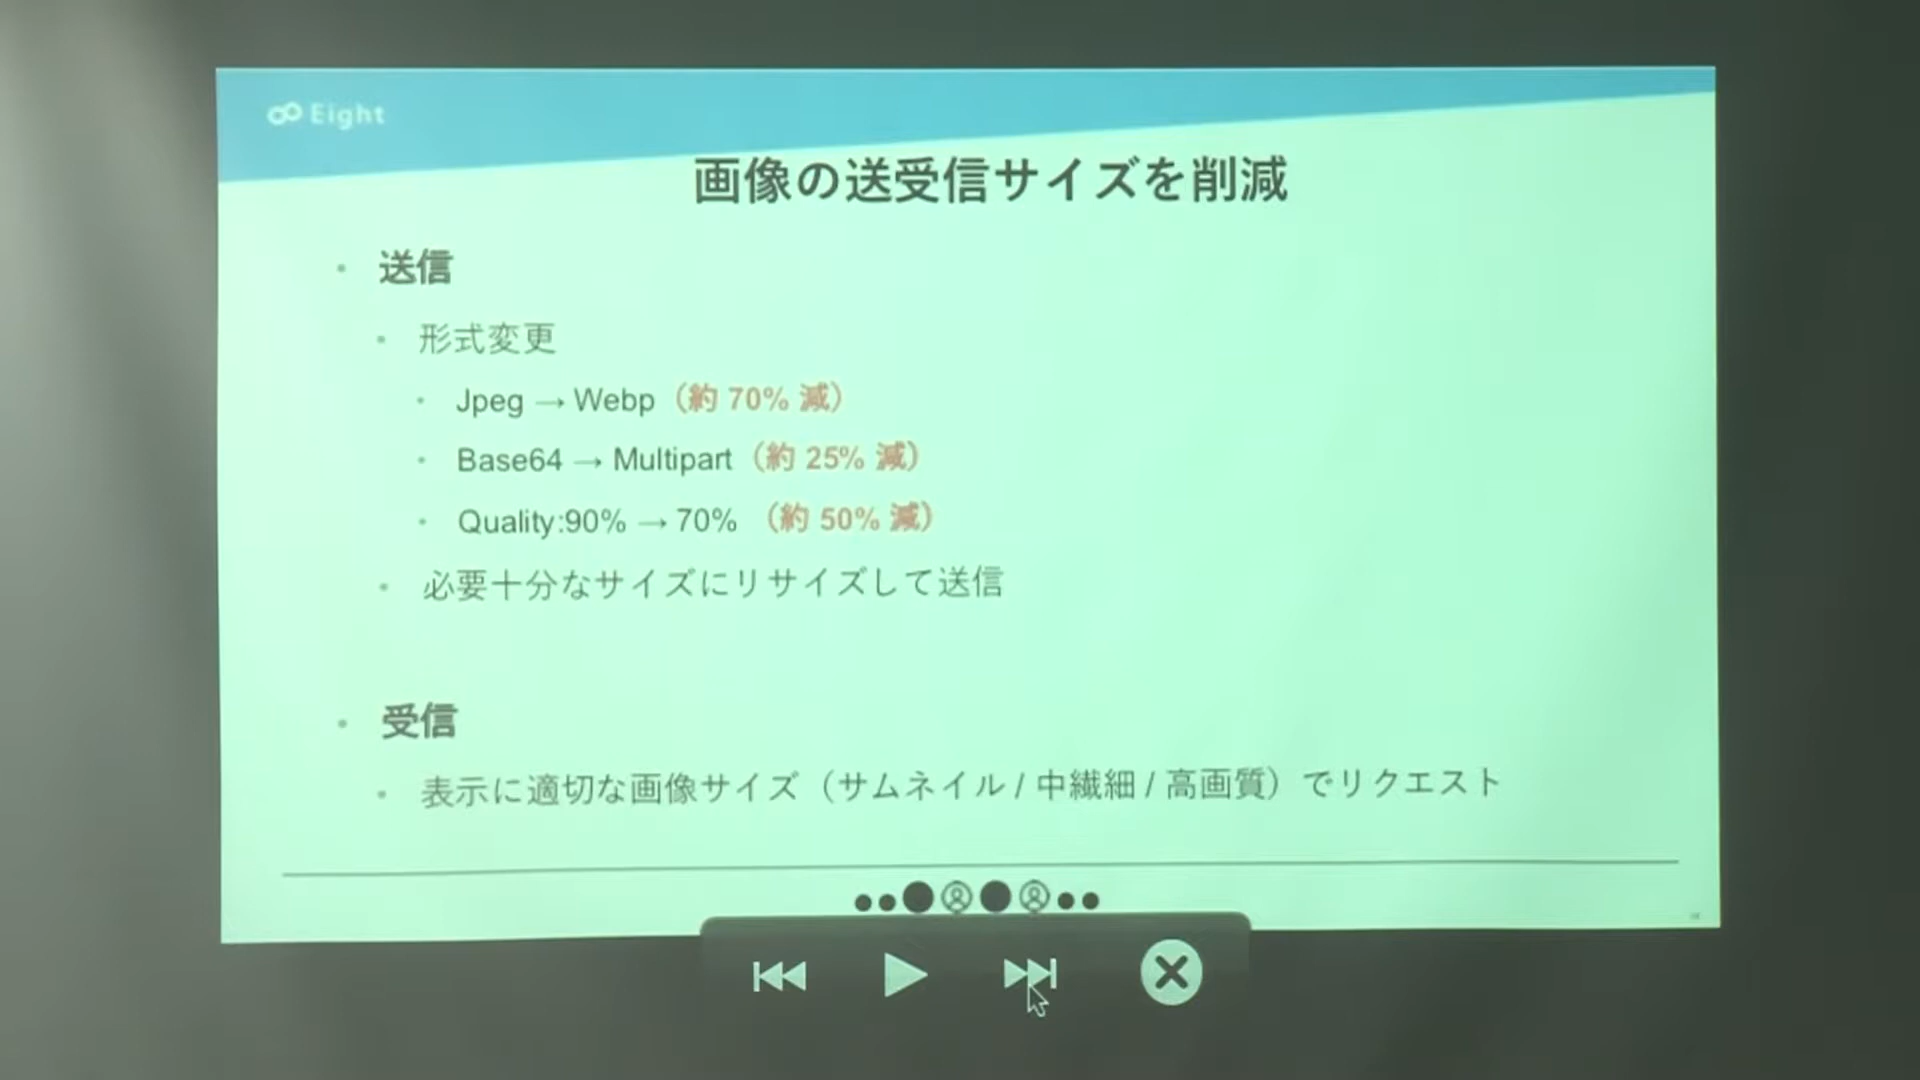 Eight
画像の送受信サイズを削減
・ 送信
・ 形式変更
・ Jpeg → Webp（約 70% 減）
・ Base64 → Multipart（約 25% 減）
・ Quality:90% → 70% （約 50% 減）
・ 必要十分なサイズにリサイズして送信
・ 受信
・ 表示に適切な画像サイズ（サムネイル / 中繊細 / 高画質）でリクエスト